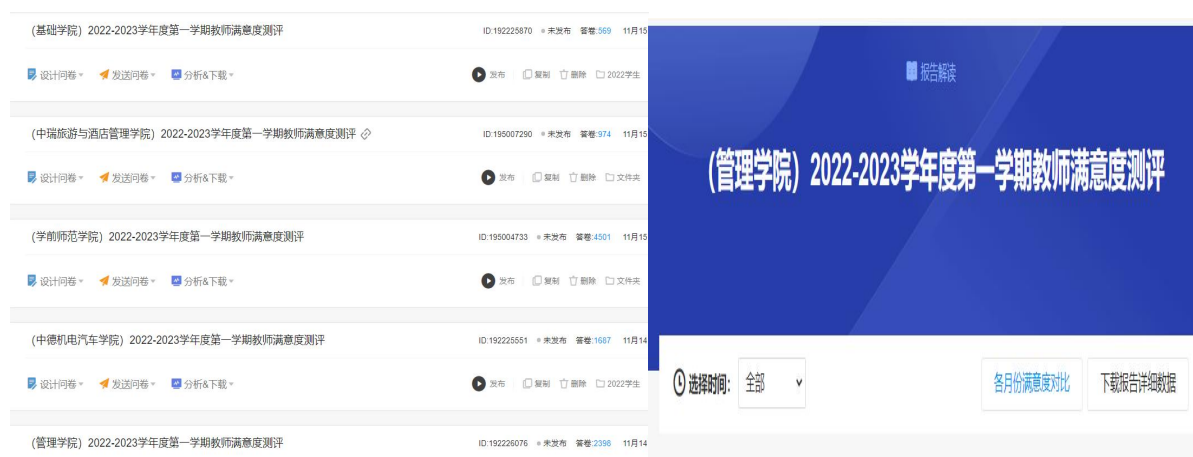 (基础学院) 2022-2023学年度第一学期教师满意度测评 ID:192225870 未发布 答卷:569 11月15
设计问卷 发送问卷 分析&下载 发布 复制 删除 2022学生
(中瑞旅游与酒店管理学院) 2022-2023学年度第一学期教师满意度测评 ID:195007290 未发布 答卷:974 11月15
设计问卷 发送问卷 分析&下载 发布 复制 删除 文件夹
(学前师范学院) 2022-2023学年度第一学期教师满意度测评 ID:195004733 未发布 答卷:4501 11月15
设计问卷 发送问卷 分析&下载 发布 复制 删除 文件夹
(中德机电汽车学院) 2022-2023学年度第一学期教师满意度测评 ID:192225551 未发布 答卷:1687 11月14
设计问卷 发送问卷 分析&下载 发布 复制 删除 2022学生
(管理学院) 2022-2023学年度第一学期教师满意度测评 ID:192226076 未发布 答卷:2398 11月14
报告解读
(管理学院) 2022-2023学年度第一学期教师满意度测评
选择时间: 全部 各月份满意度对比 下载报告详细数据